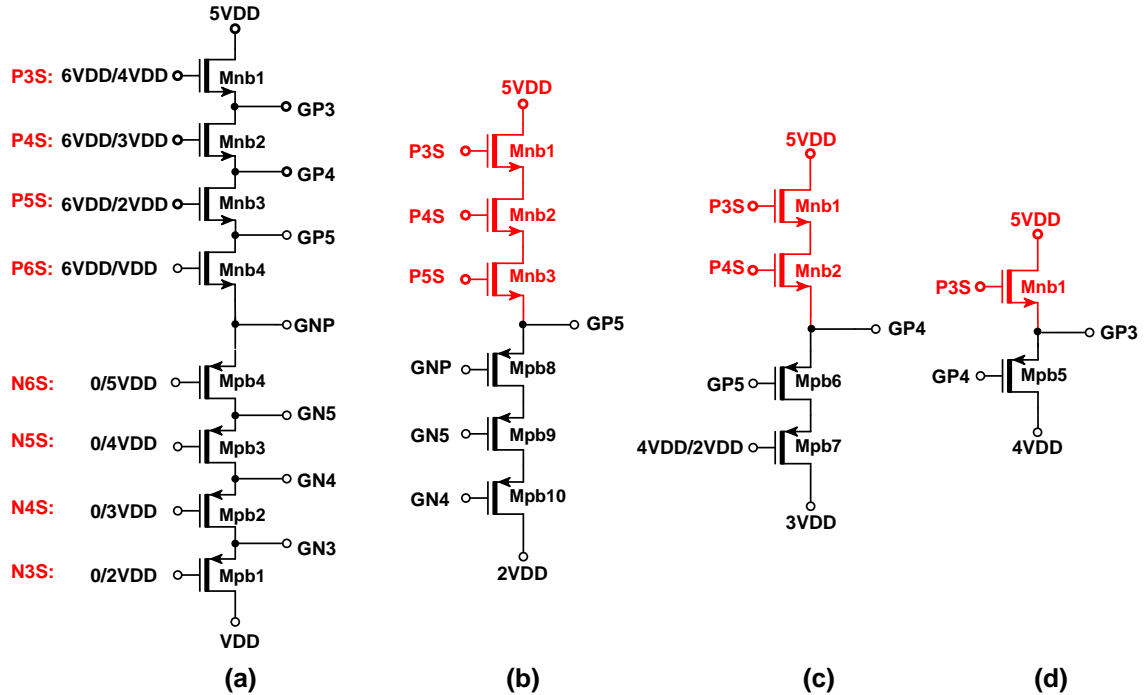 5VDD
P3S: 6VDD/4VDD Mnb1
GP3
P4S: 6VDD/3VDD Mnb2
GP4
P5S: 6VDD/2VDD Mnb3
GP5
P6S: 6VDD/VDD Mnb4
GNP
N6S: 0/5VDD Mpb4
GN5
N5S: 0/4VDD Mpb3
GN4
N4S: 0/3VDD Mpb2
GN3
N3S: 0/2VDD Mpb1
VDD
(a)
5VDD
P3S Mnb1
P4S Mnb2
P5S Mnb3
GP5
GNP Mpb8
GN5 Mpb9
GN4 Mpb10
2VDD
(b)
5VDD
P3S Mnb1
P4S Mnb2
GP4
GP5 Mpb6
4VDD/2VDD Mpb7
3VDD
(c)
5VDD
P3S Mnb1
GP3
GP4 Mpb5
4VDD
(d)